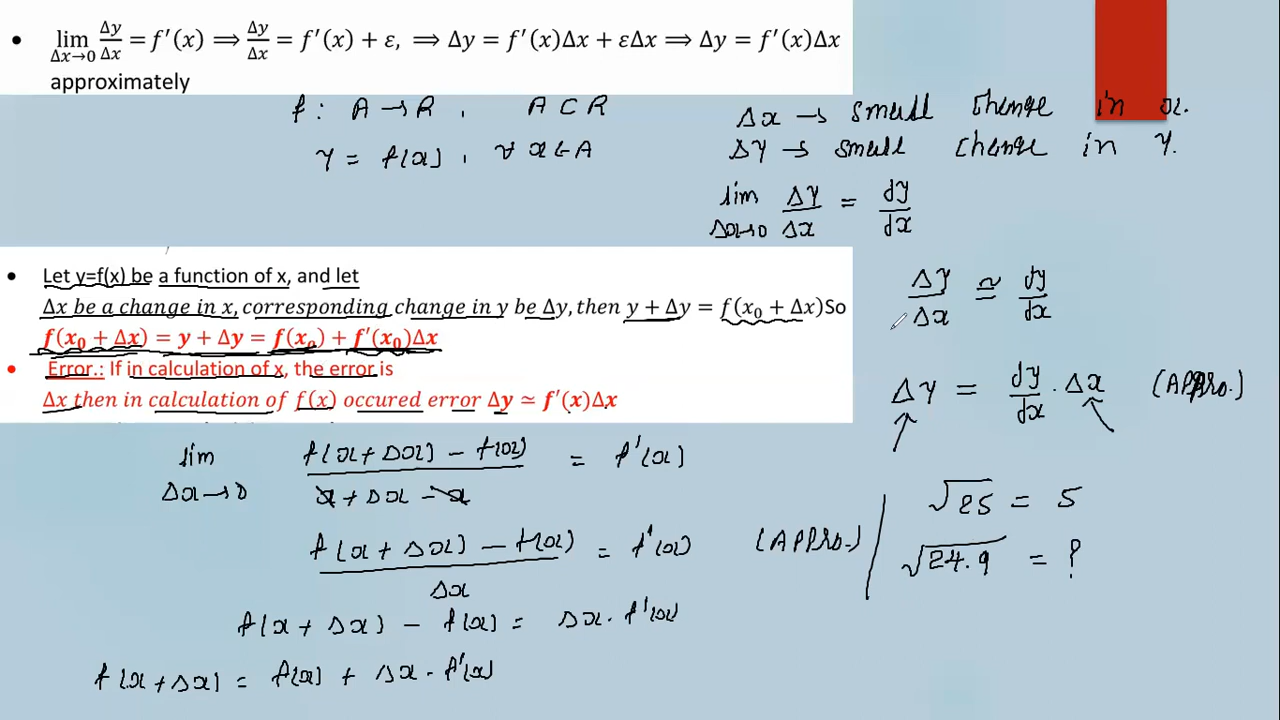 • lim Δx→0 Δy/Δx = f′(x) ⟹ Δy/Δx = f′(x) + ε, ⟹ Δy = f′(x)Δx + εΔx ⟹ Δy = f′(x)Δx
approximately
f : A → R , A ⊂ R
Y = f(x) , ∀ x ∈ A
Δx → small change in x.
ΔY → small change in Y.
lim Δx→0 ΔY/Δx = dy/dx
• Let y=f(x) be a function of x, and let
Δx be a change in x, corresponding change in y be Δy, then y + Δy = f(x₀ + Δx)So
f(x₀ + Δx) = y + Δy = f(x₀) + f′(x₀)Δx
• Error.: If in calculation of x, the error is
Δx then in calculation of f(x) occured error Δy ≃ f′(x)Δx
ΔY/Δx ≅ dy/dx
ΔY = dy/dx · Δx (APPRO.)
lim Δx→0 f(x+Δx) − f(x) / x + Δx − x = f′(x)
f(x + Δx) − f(x) / Δx = f′(x) (APPRO.)
f(x + Δx) − f(x) = Δx · f′(x)
f(x + Δx) = f(x) + Δx · f′(x)
√25 = 5
√24.9 = ?